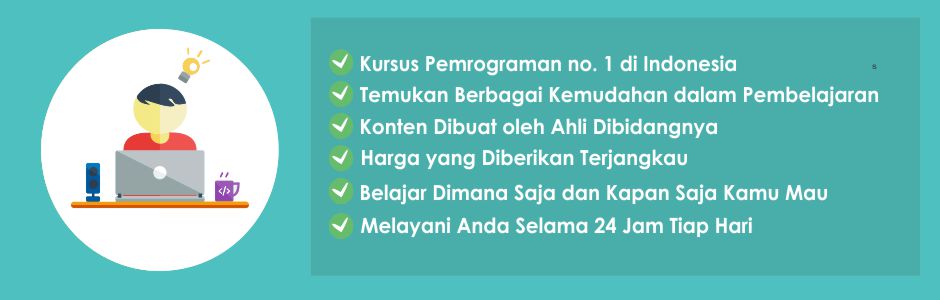 Kursus Pemrograman no. 1 di Indonesia
s
Temukan Berbagai Kemudahan dalam Pembelajaran
Konten Dibuat oleh Ahli Dibidangnya
Harga yang Diberikan Terjangkau
Belajar Dimana Saja dan Kapan Saja Kamu Mau
Melayani Anda Selama 24 Jam Tiap Hari